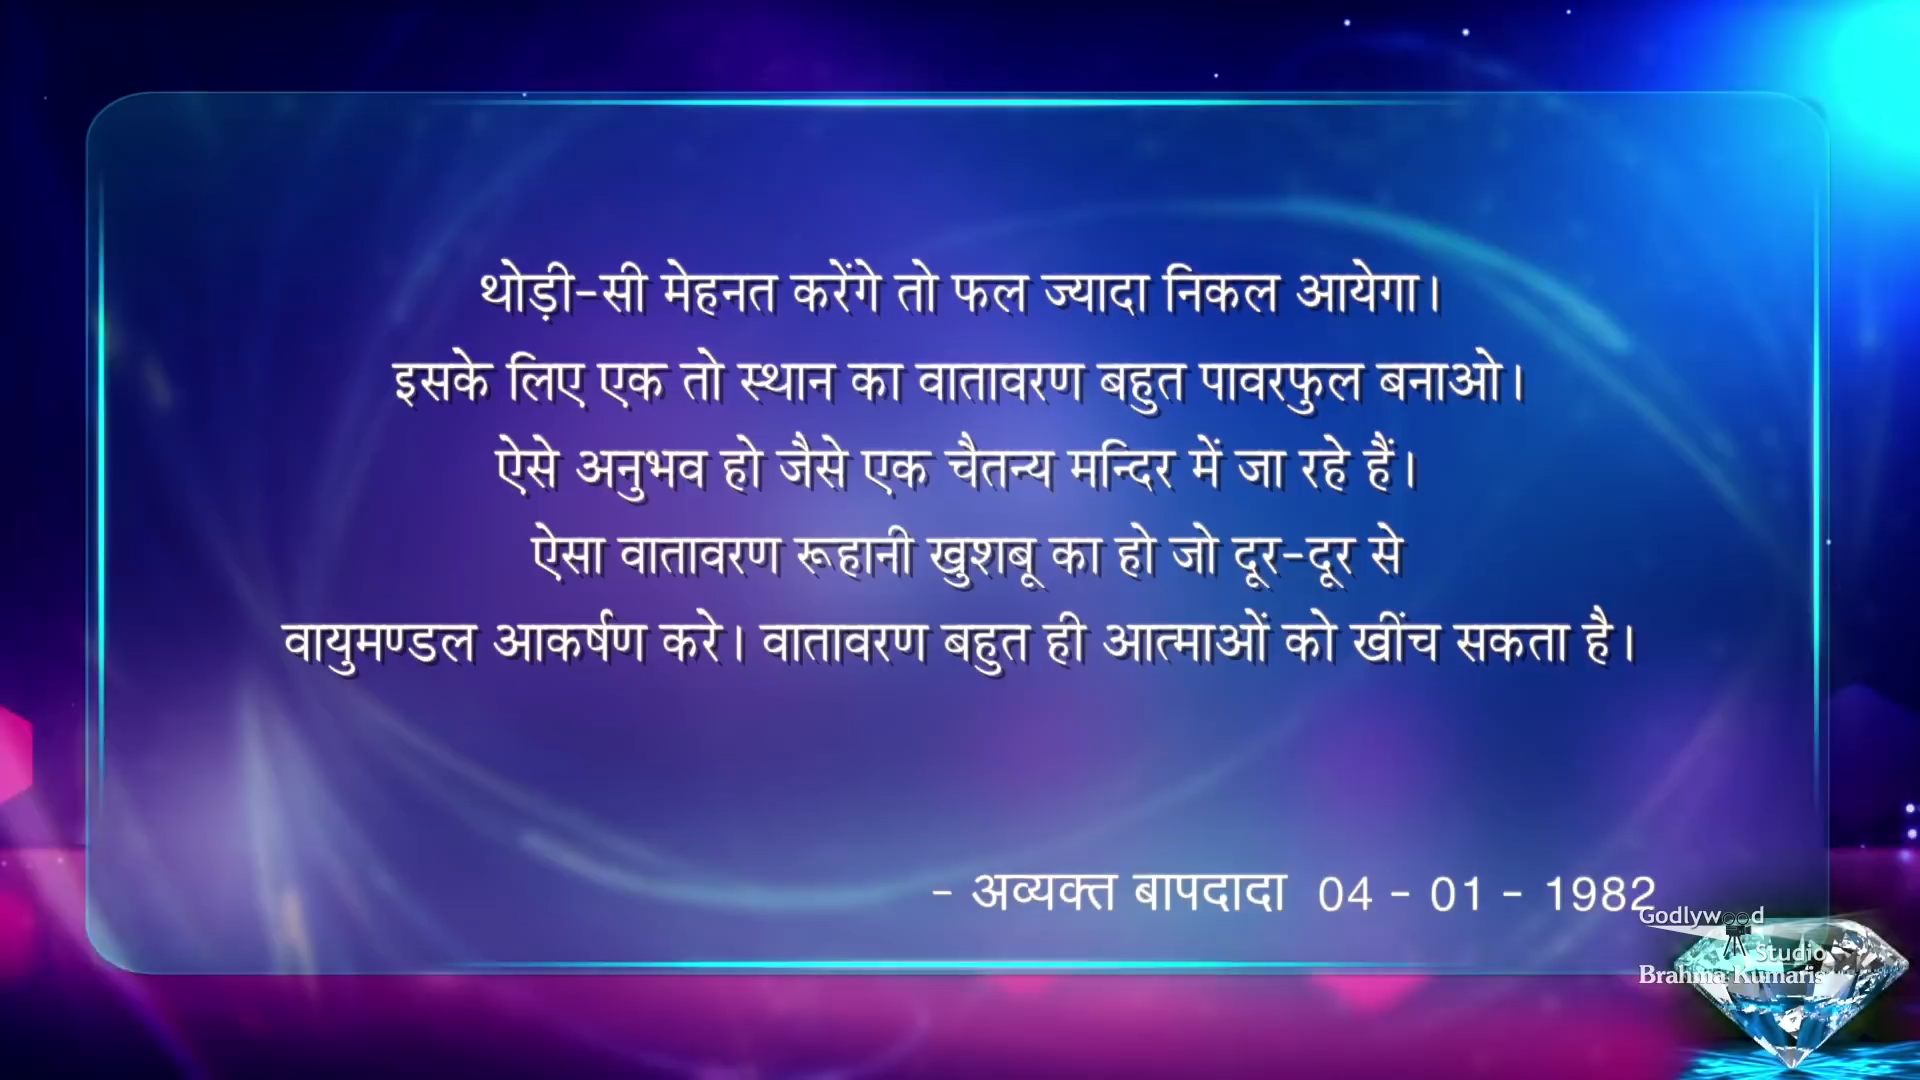 थोड़ी-सी मेहनत करेंगे तो फल ज्यादा निकल आयेगा।
इसके लिए एक तो स्थान का वातावरण बहुत पावरफुल बनाओ।
ऐसे अनुभव हो जैसे एक चैतन्य मन्दिर में जा रहे हैं।
ऐसा वातावरण रूहानी खुशबू का हो जो दूर-दूर से
वायुमण्डल आकर्षण करे। वातावरण बहुत ही आत्माओं को खींच सकता है।
- अव्यक्त बापदादा 04 - 01 - 1982
Godlywood
Studio
Brahma Kumaris